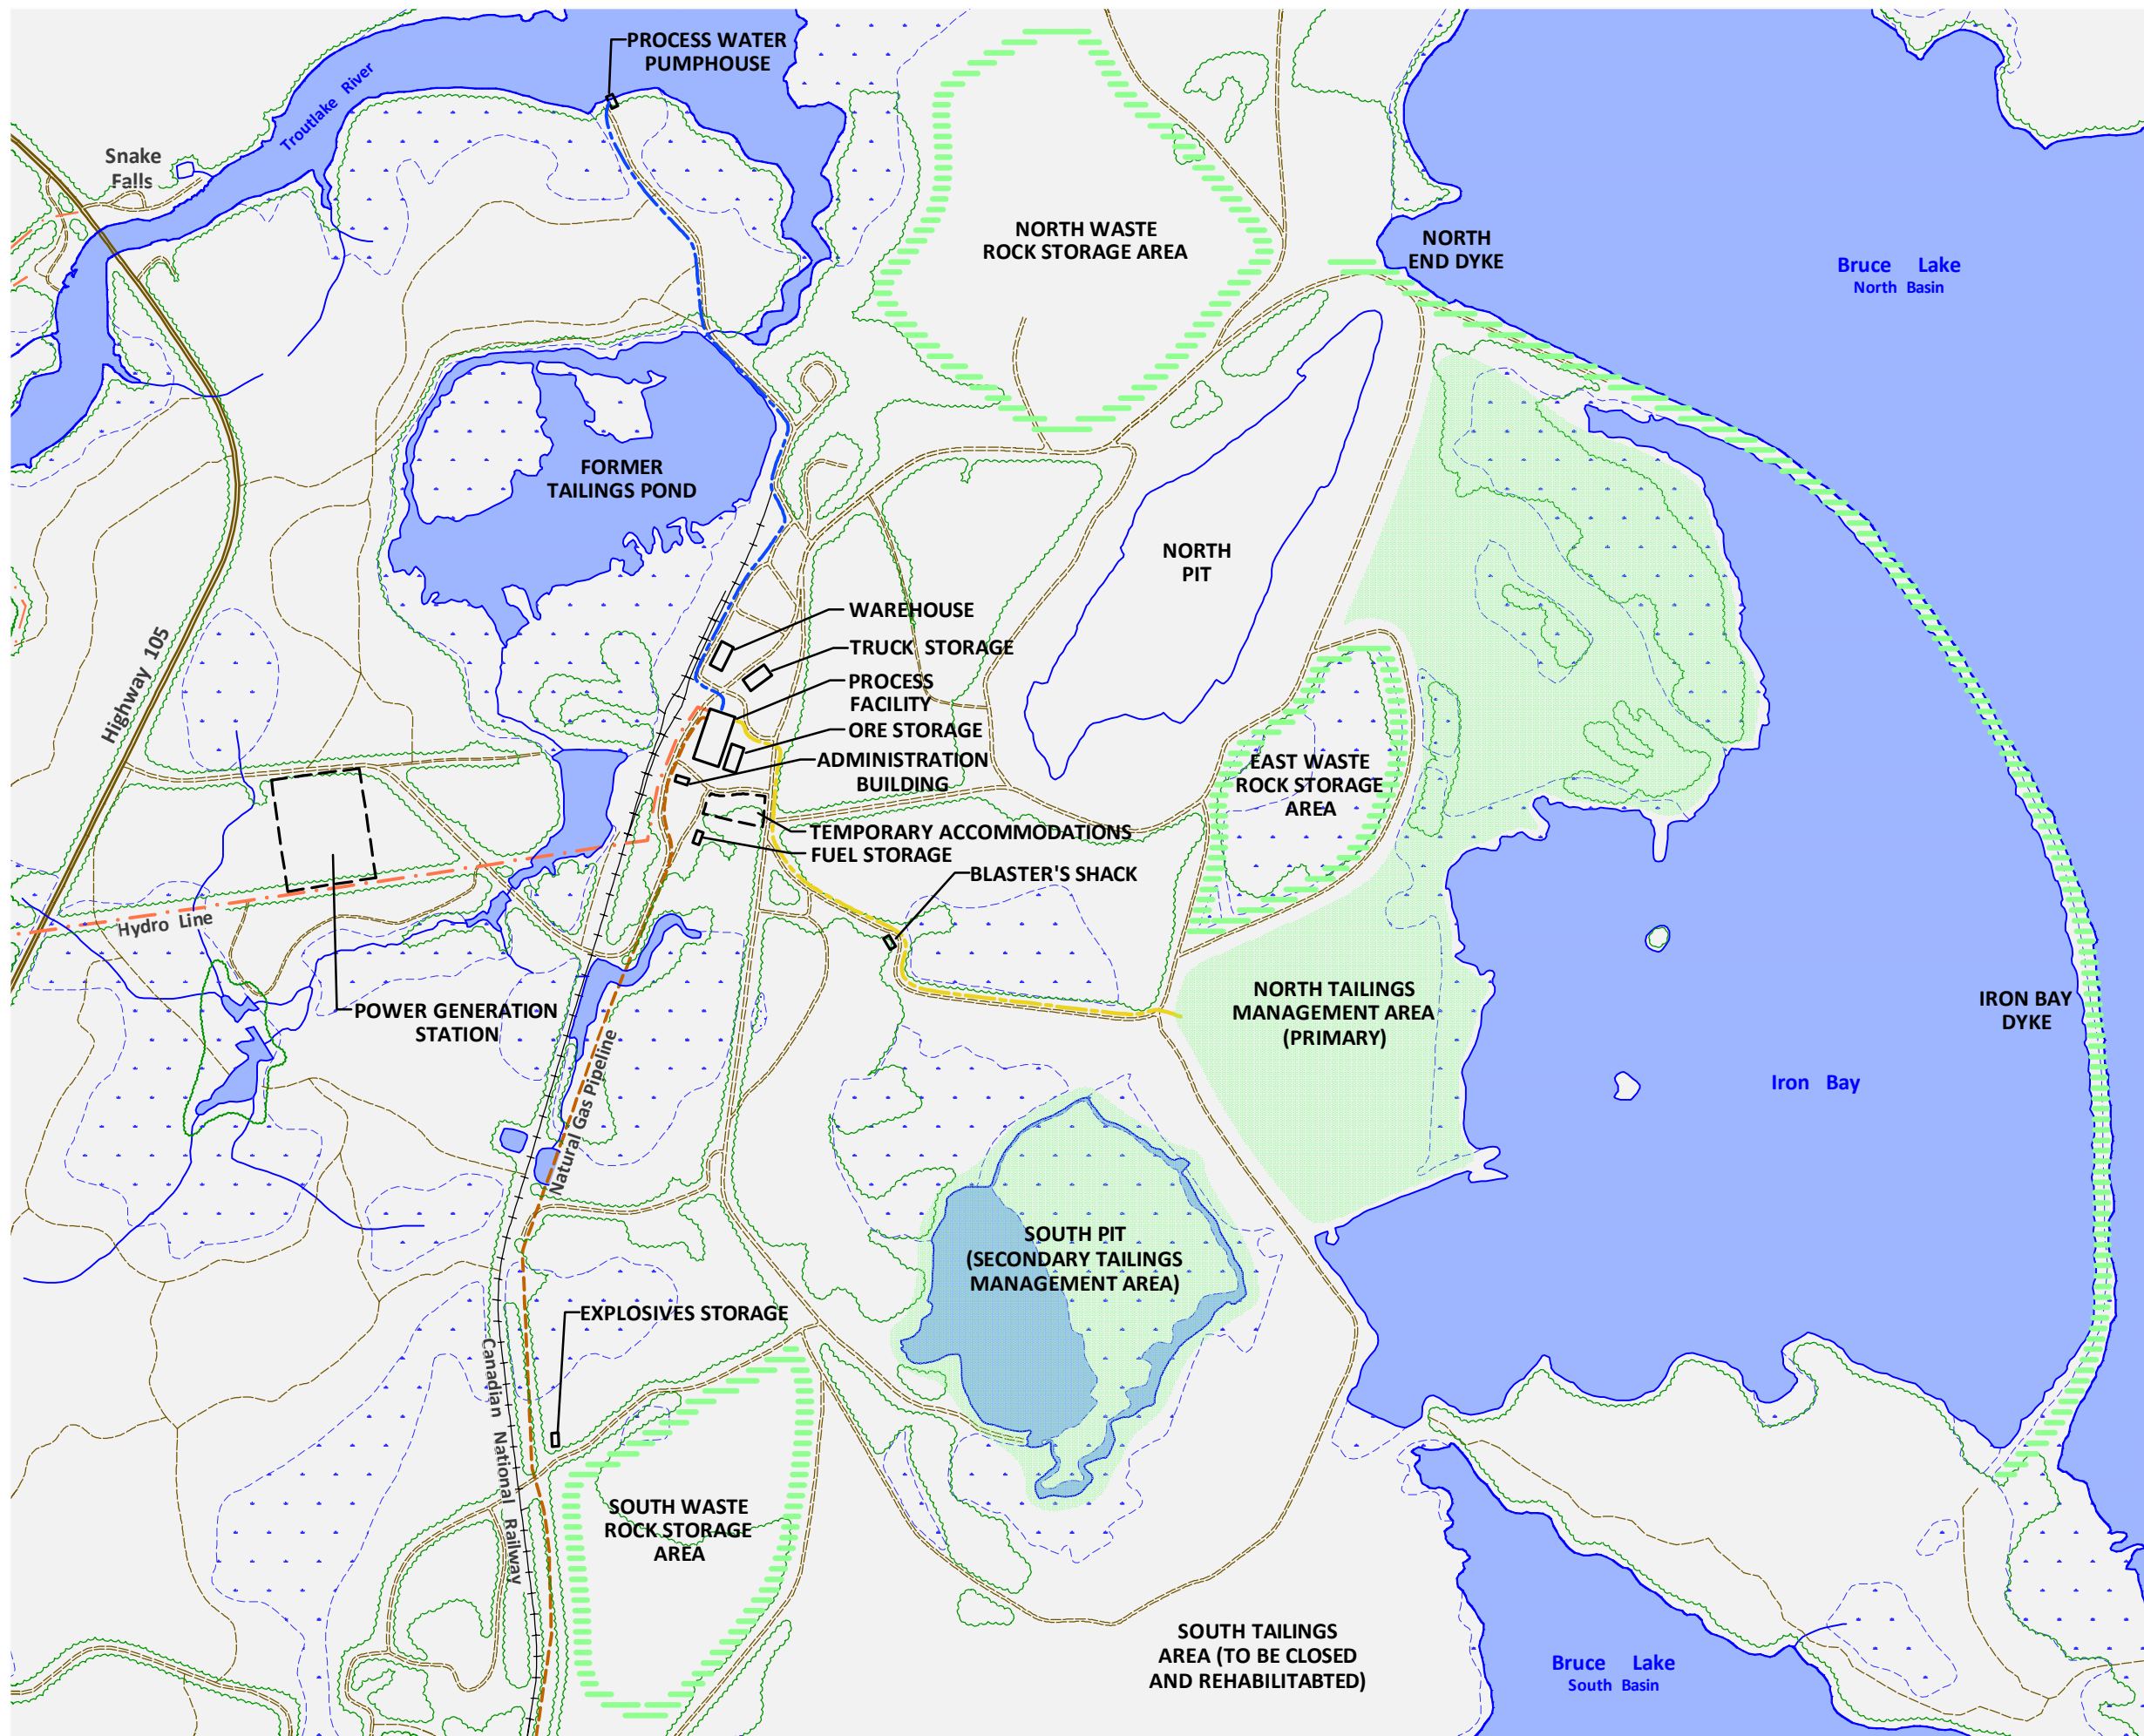 PROCESS WATER
PUMPHOUSE
Troutlake River
Snake
Falls
NORTH WASTE
ROCK STORAGE AREA
NORTH
END DYKE
Bruce Lake
North Basin
FORMER
TAILINGS POND
NORTH
PIT
WAREHOUSE
TRUCK STORAGE
PROCESS
FACILITY
ORE STORAGE
ADMINISTRATION
BUILDING
EAST WASTE
ROCK STORAGE
AREA
Highway 105
TEMPORARY ACCOMMODATIONS
FUEL STORAGE
BLASTER'S SHACK
Hydro Line
POWER GENERATION
STATION
NORTH TAILINGS
MANAGEMENT AREA
(PRIMARY)
IRON BAY
DYKE
Iron Bay
Natural Gas Pipeline
SOUTH PIT
(SECONDARY TAILINGS
MANAGEMENT AREA)
EXPLOSIVES STORAGE
Canadian National Railway
SOUTH WASTE
ROCK STORAGE
AREA
SOUTH TAILINGS
AREA (TO BE CLOSED
AND REHABILITABTED)
Bruce Lake
South Basin